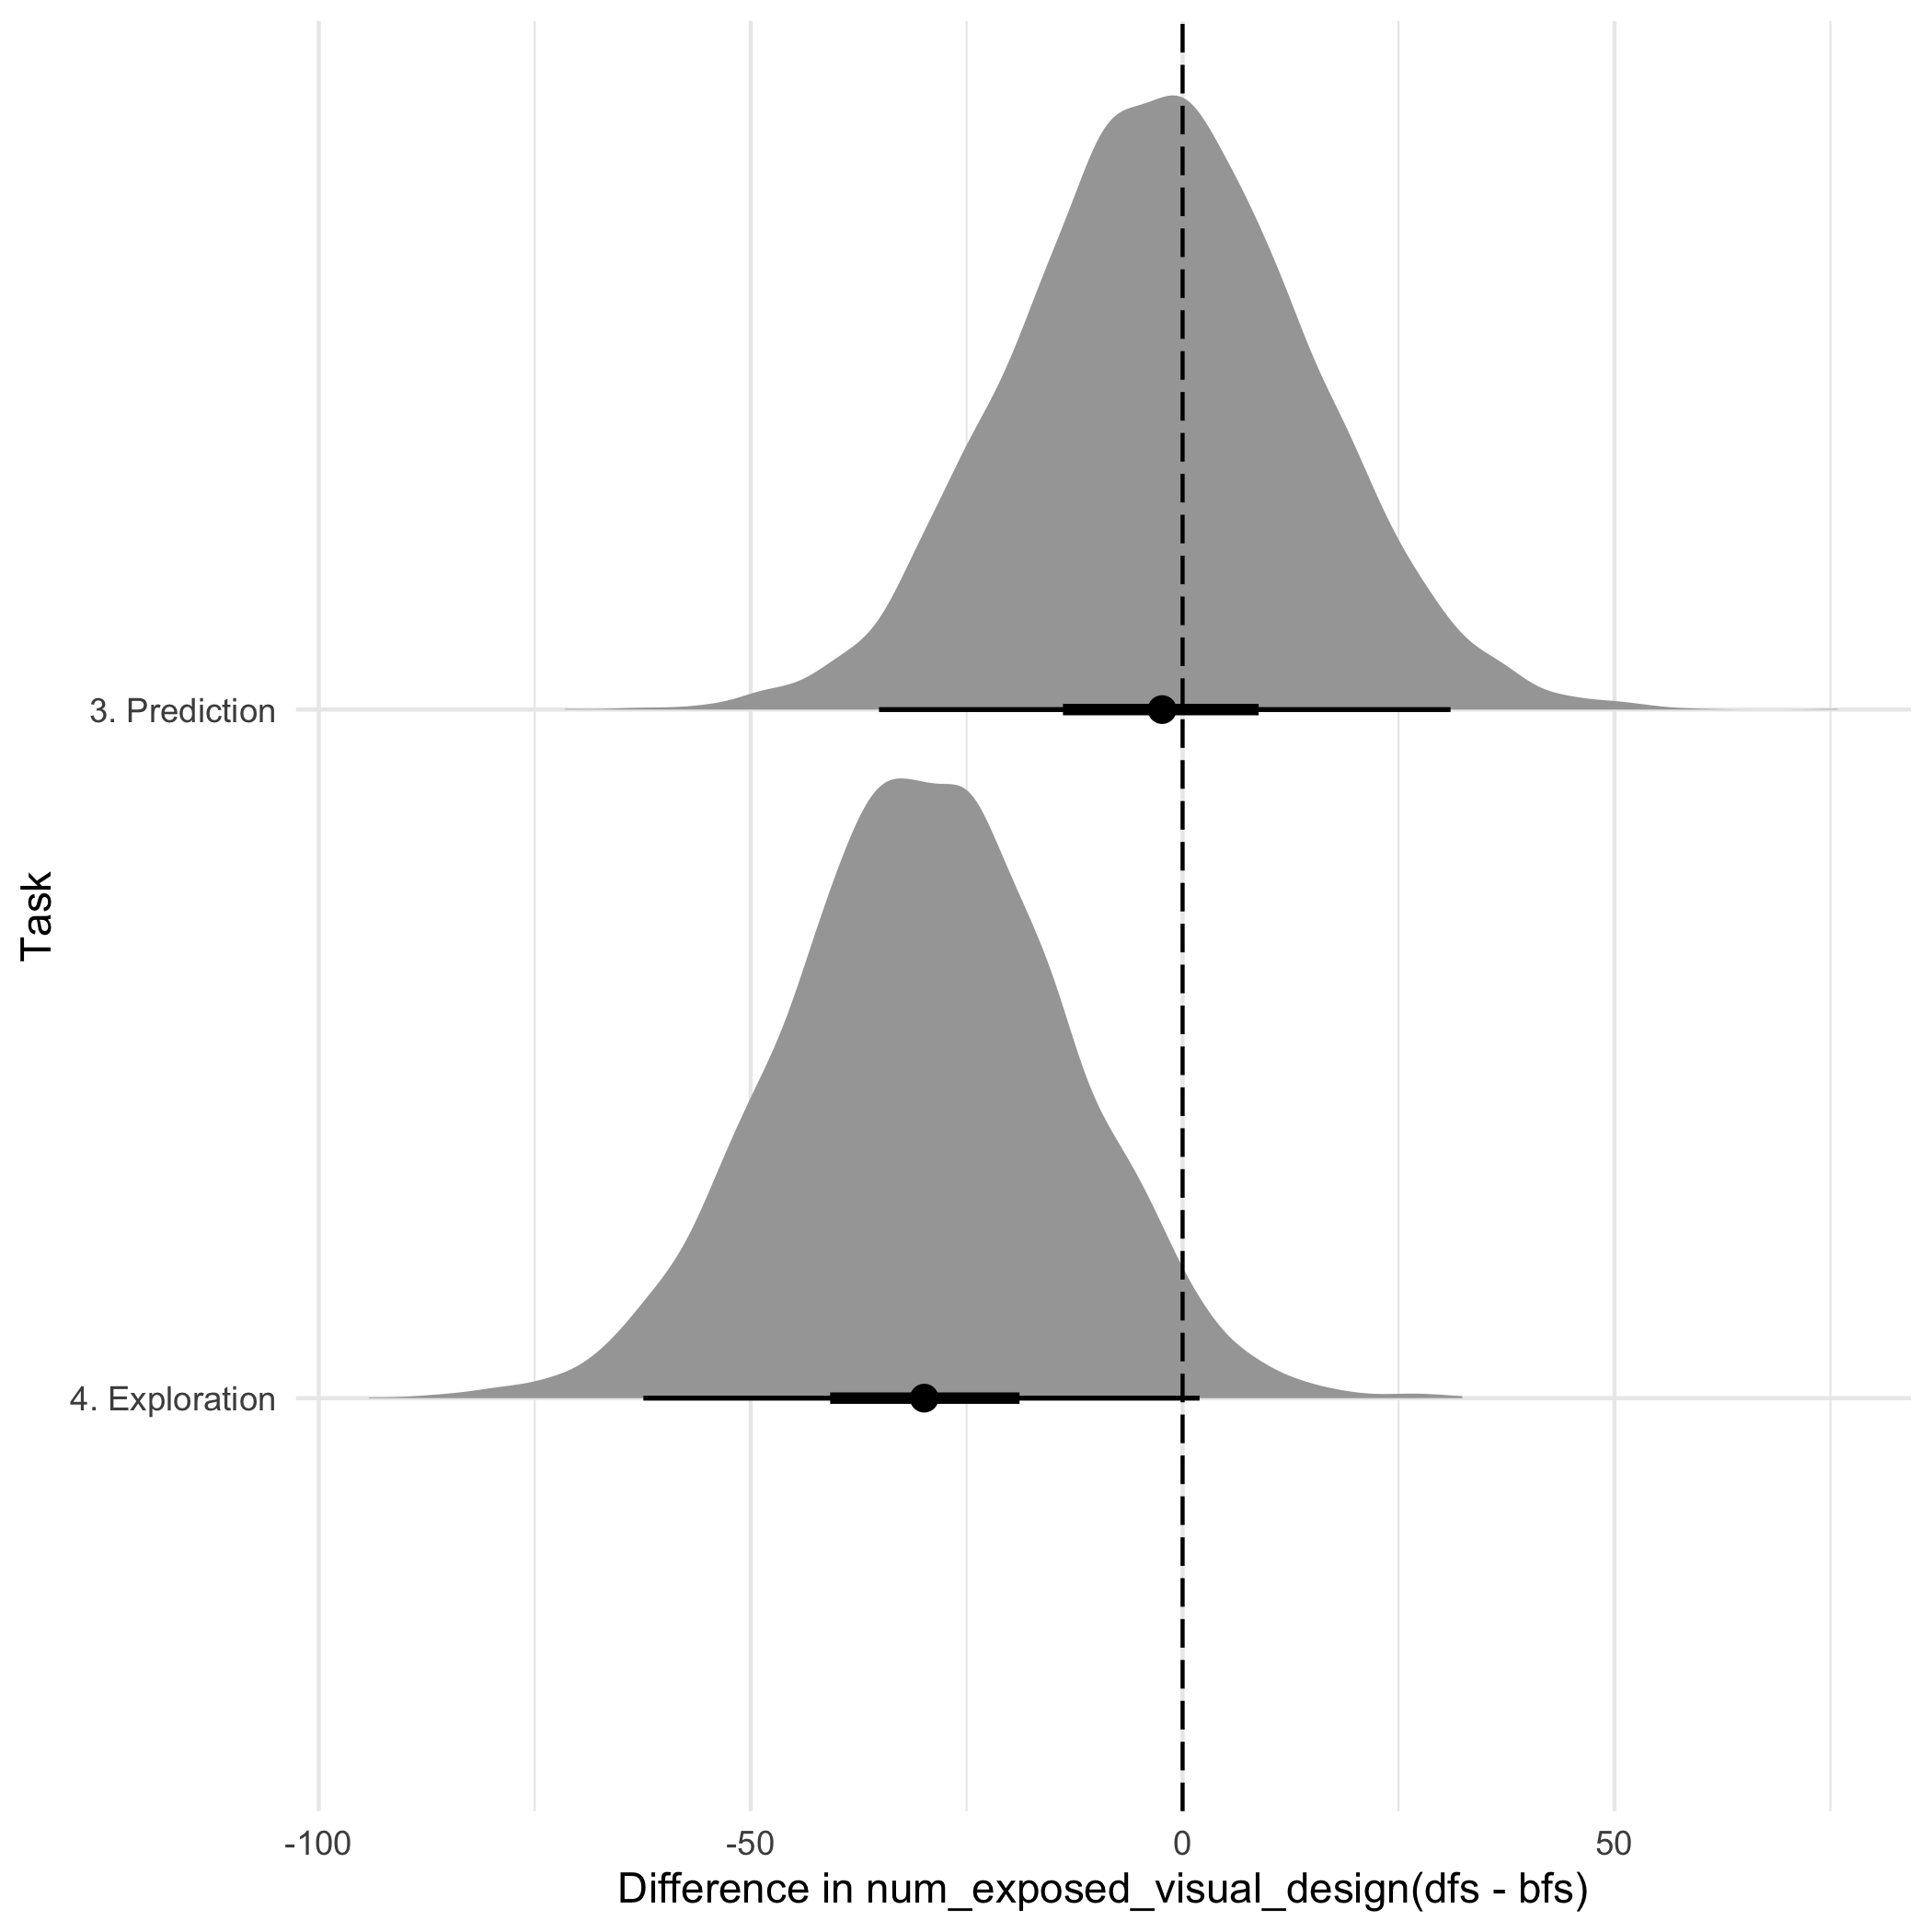 3. Prediction
Task
4. Exploration
-100 -50 0 50
Difference in num_exposed_visual_design(dfs - bfs)